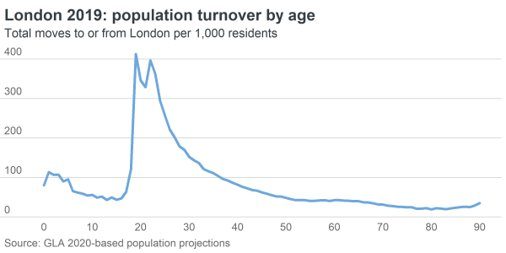 London 2019: population turnover by age
Total moves to or from London per 1,000 residents
400
300
200
100
0
0 10 20 30 40 50 60 70 80 90
Source: GLA 2020-based population projections